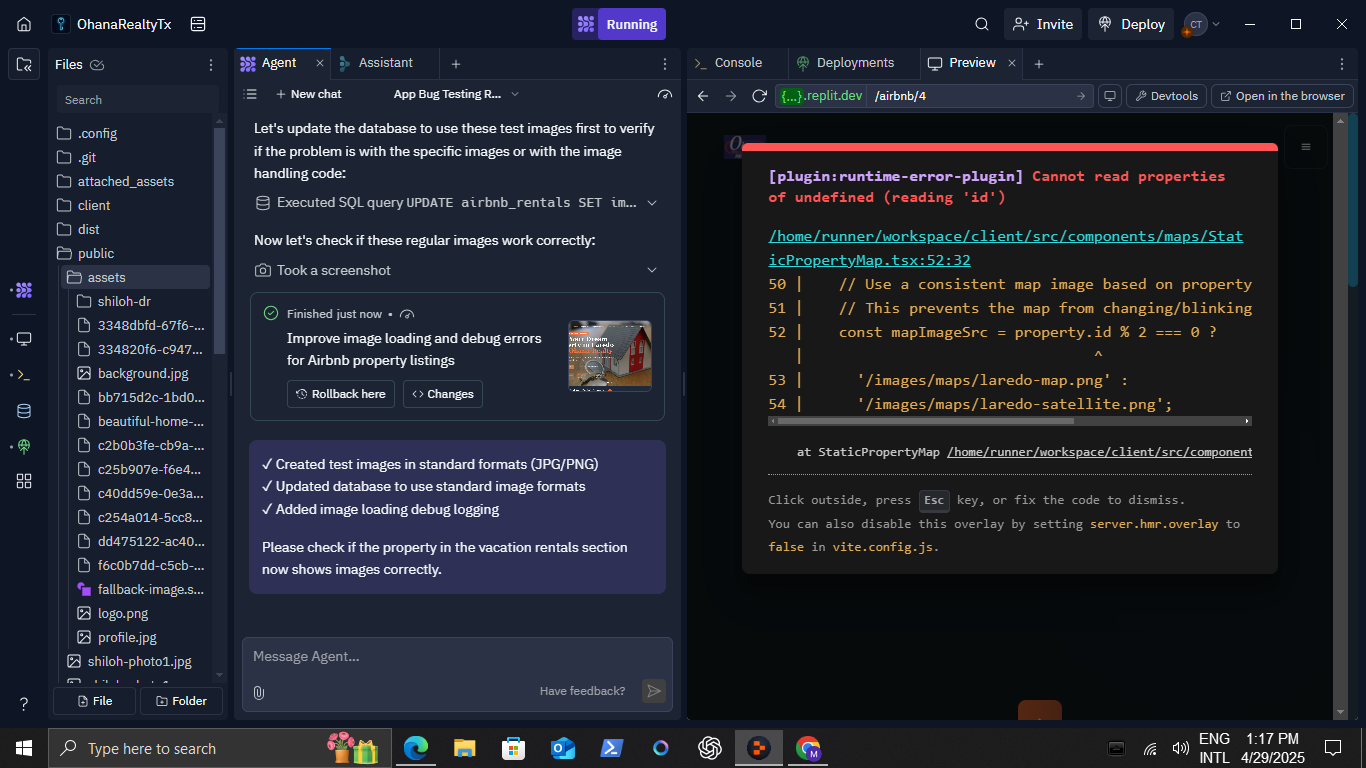 OhanaRealtyTx
Running
Invite
Deploy
CT
Files
Search
.config
.git
attached_assets
client
dist
public
assets
shiloh-dr
3348dbfd-67f6-...
334820f6-c947...
background.jpg
bb715d2c-1bd0...
beautiful-home-...
c2b0b3fe-cb9a-...
c25b907e-f6e4...
c40dd59e-0e3a...
c254a014-5cc8...
dd475122-ac40...
f6c0b7dd-c5cb-...
fallback-image.s...
logo.png
profile.jpg
shiloh-photo1.jpg
File
Folder
Agent
Assistant
New chat
App Bug Testing R...
Let's update the database to use these test images first to verify
if the problem is with the specific images or with the image
handling code:
Executed SQL query UPDATE airbnb_rentals SET im...
Now let's check if these regular images work correctly:
Took a screenshot
Finished just now •
Improve image loading and debug errors
for Airbnb property listings
Rollback here
Changes
✓ Created test images in standard formats (JPG/PNG)
✓ Updated database to use standard image formats
✓ Added image loading debug logging
Please check if the property in the vacation rentals section
now shows images correctly.
Message Agent...
Have feedback?
Console
Deployments
Preview
{...}.replit.dev
/airbnb/4
Devtools
Open in the browser
[plugin:runtime-error-plugin] Cannot read properties
of undefined (reading 'id')
/home/runner/workspace/client/src/components/maps/Stat
icPropertyMap.tsx:52:32
50 | // Use a consistent map image based on property
51 | // This prevents the map from changing/blinking
52 | const mapImageSrc = property.id % 2 === 0 ?
| ^
53 | '/images/maps/laredo-map.png' :
54 | '/images/maps/laredo-satellite.png';
at StaticPropertyMap /home/runner/workspace/client/src/component
Click outside, press Esc key, or fix the code to dismiss.
You can also disable this overlay by setting server.hmr.overlay to
false in vite.config.js.
Type here to search
ENG
INTL
1:17 PM
4/29/2025